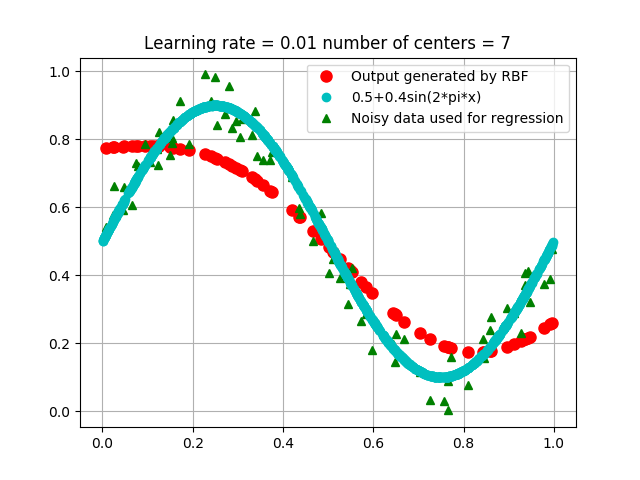 Learning rate = 0.01 number of centers = 7
Output generated by RBF
0.5+0.4sin(2*pi*x)
Noisy data used for regression
1.0
0.8
0.6
0.4
0.2
0.0
0.0 0.2 0.4 0.6 0.8 1.0